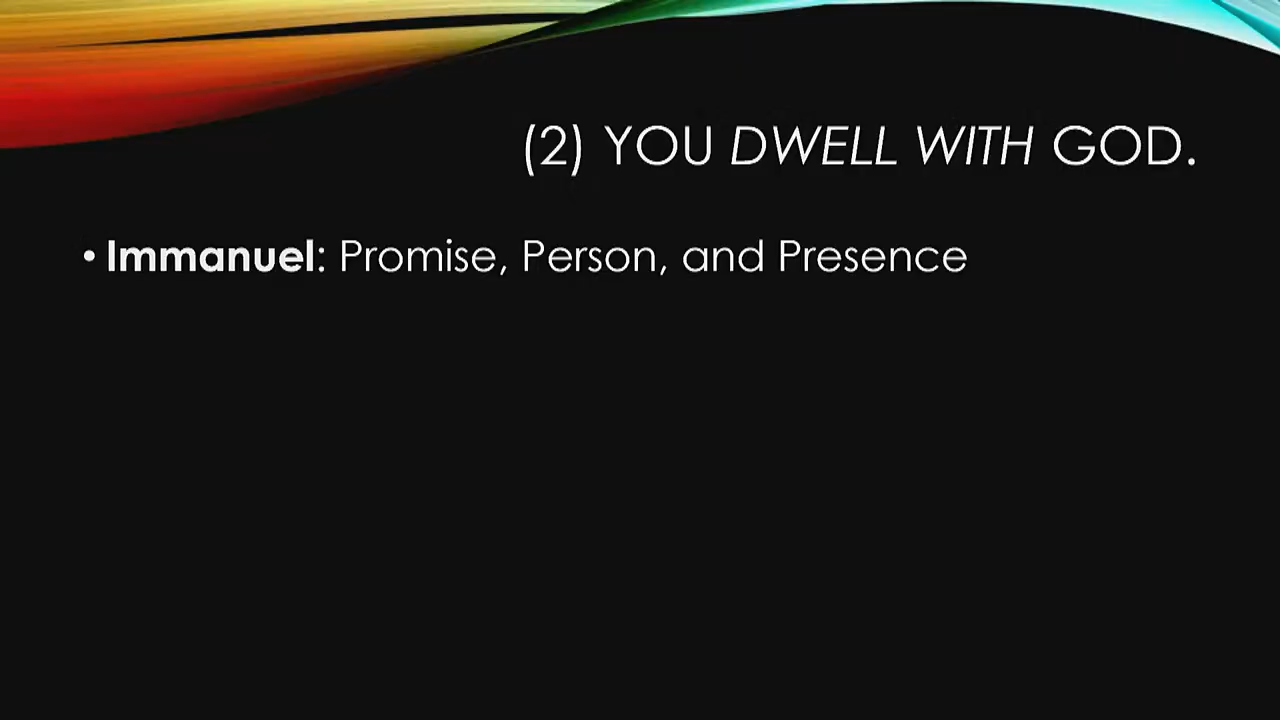 (2) YOU DWELL WITH GOD.
• Immanuel: Promise, Person, and Presence